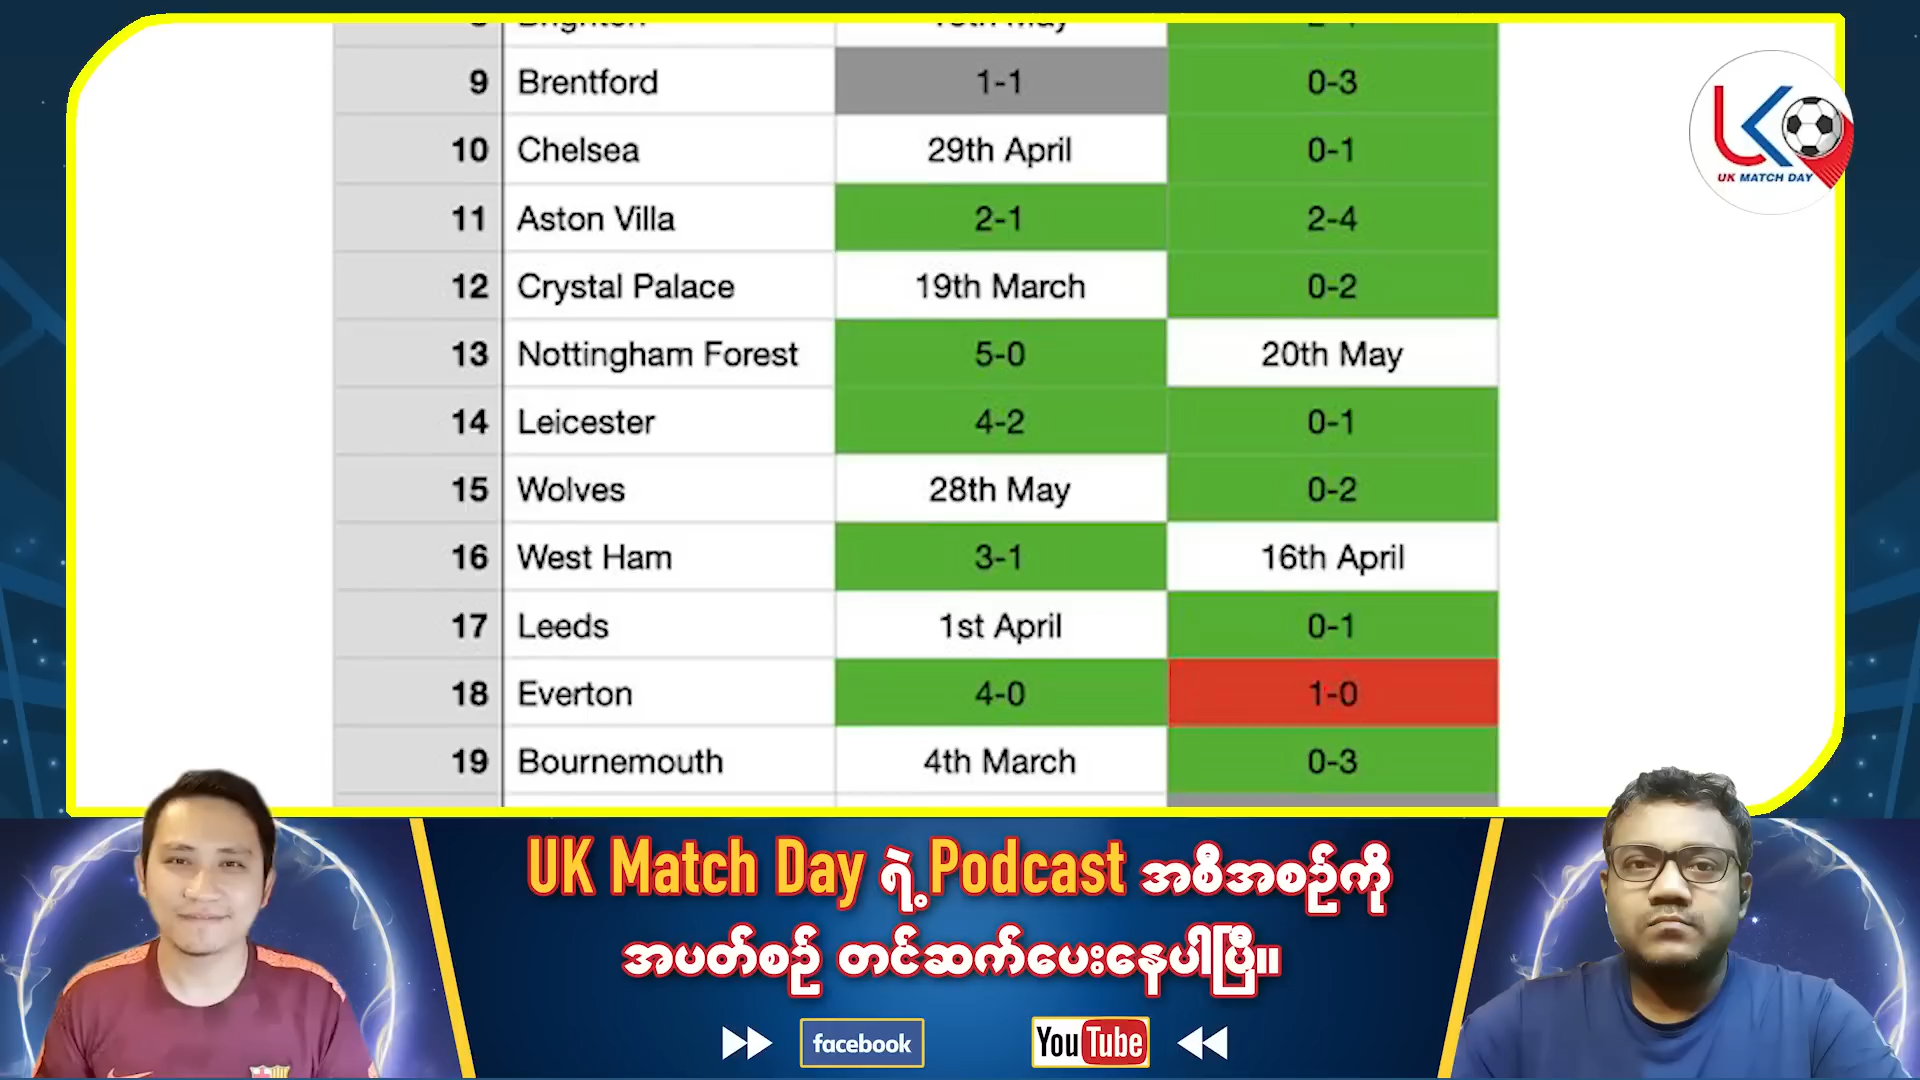 9 Brentford 1-1 0-3
10 Chelsea 29th April 0-1
11 Aston Villa 2-1 2-4
12 Crystal Palace 19th March 0-2
13 Nottingham Forest 5-0 20th May
14 Leicester 4-2 0-1
15 Wolves 28th May 0-2
16 West Ham 3-1 16th April
17 Leeds 1st April 0-1
18 Everton 4-0 1-0
19 Bournemouth 4th March 0-3
UK MATCH DAY
UK Match Day ရဲ့ Podcast အစီအစဉ်ကို
အပတ်စဉ် တင်ဆက်ပေးနေပါပြီ။
facebook YouTube